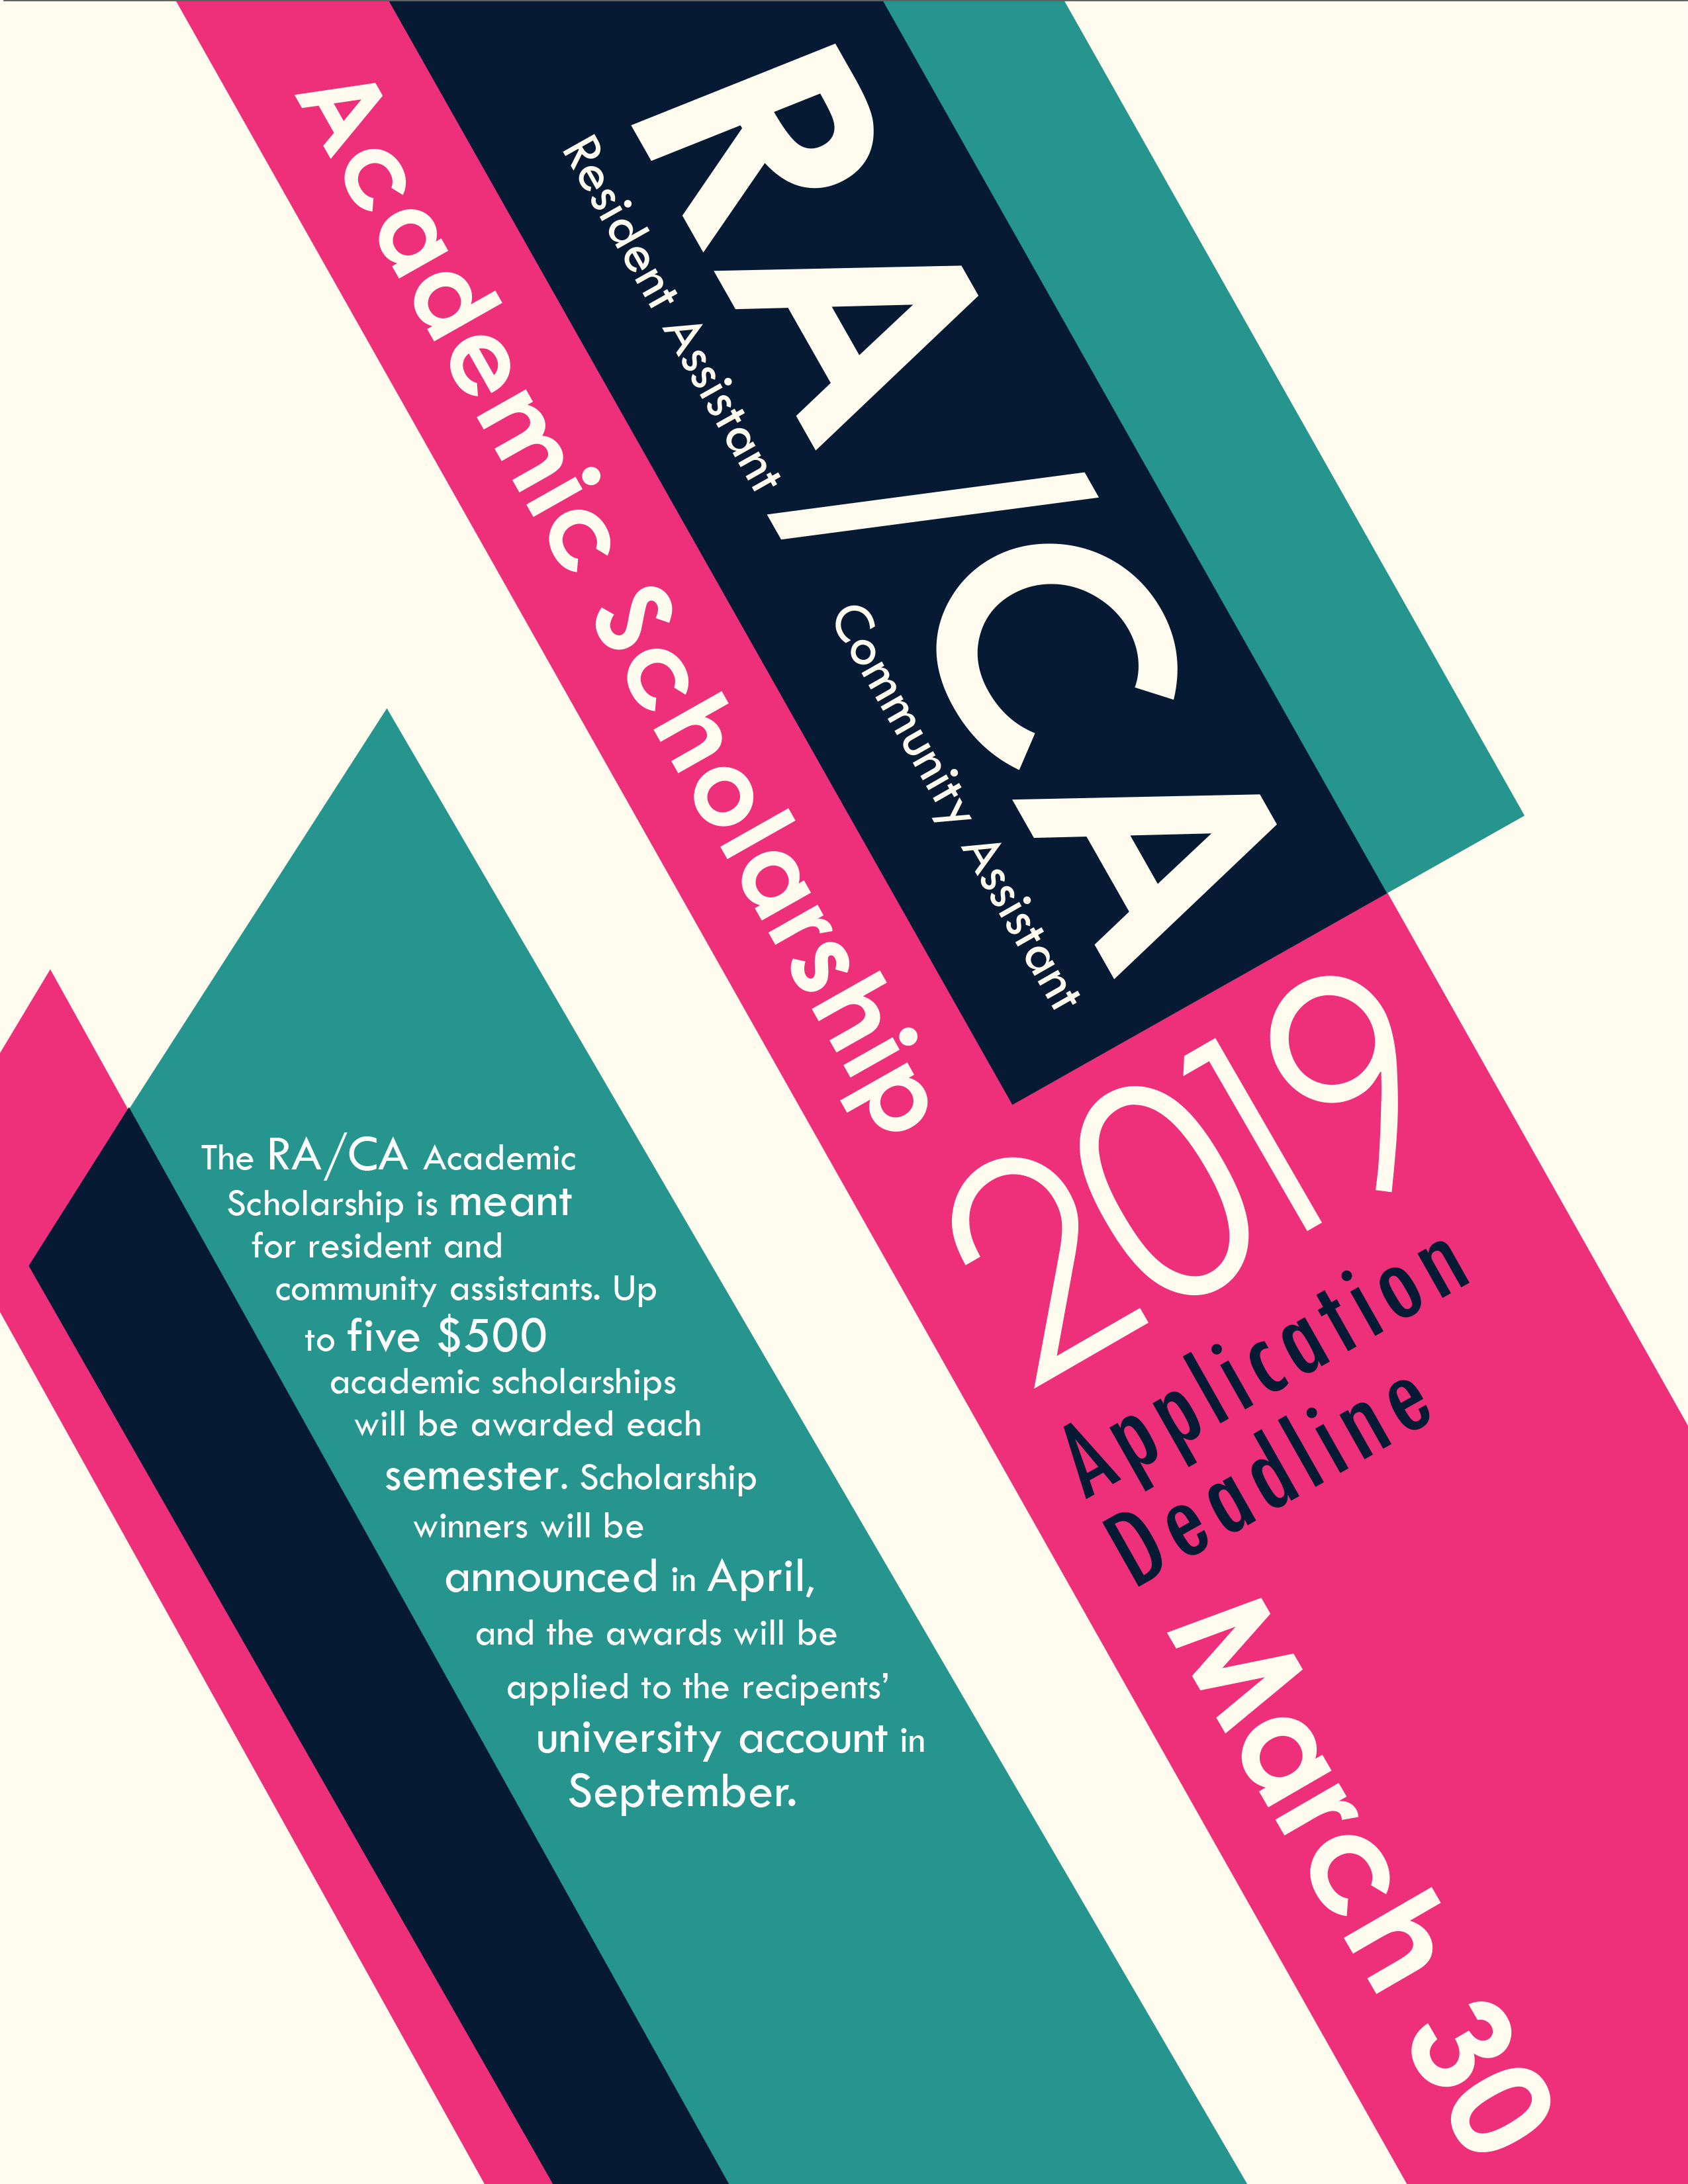 RA/CA
Resident Assistant
Community Assistant
Academic Scholarship
2019
Application
Deadline
March 30
The RA/CA Academic
Scholarship is meant
for resident and
community assistants. Up
to five $500
academic scholarships
will be awarded each
semester. Scholarship
winners will be
announced in April,
and the awards will be
applied to the recipents’
university account in
September.